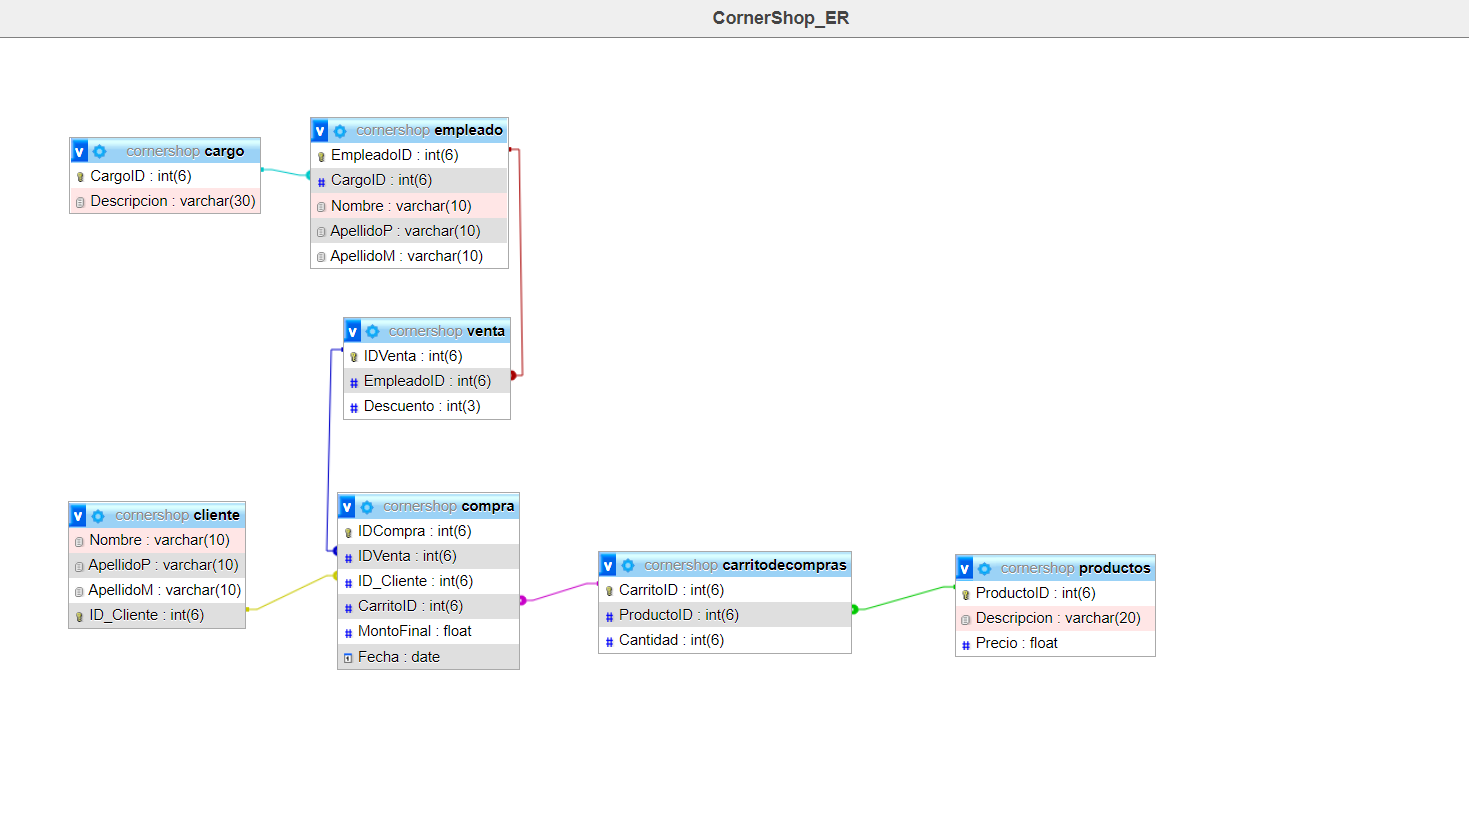 CornerShop_ER
v cornershop cargo
CargoID : int(6)
Descripcion : varchar(30)
v cornershop empleado
EmpleadoID : int(6)
# CargoID : int(6)
Nombre : varchar(10)
ApellidoP : varchar(10)
ApellidoM : varchar(10)
v cornershop venta
IDVenta : int(6)
# EmpleadoID : int(6)
# Descuento : int(3)
v cornershop cliente
Nombre : varchar(10)
ApellidoP : varchar(10)
ApellidoM : varchar(10)
ID_Cliente : int(6)
v cornershop compra
IDCompra : int(6)
# IDVenta : int(6)
# ID_Cliente : int(6)
# CarritoID : int(6)
# MontoFinal : float
Fecha : date
v cornershop carritodecompras
CarritoID : int(6)
# ProductoID : int(6)
# Cantidad : int(6)
v cornershop productos
ProductoID : int(6)
Descripcion : varchar(20)
# Precio : float